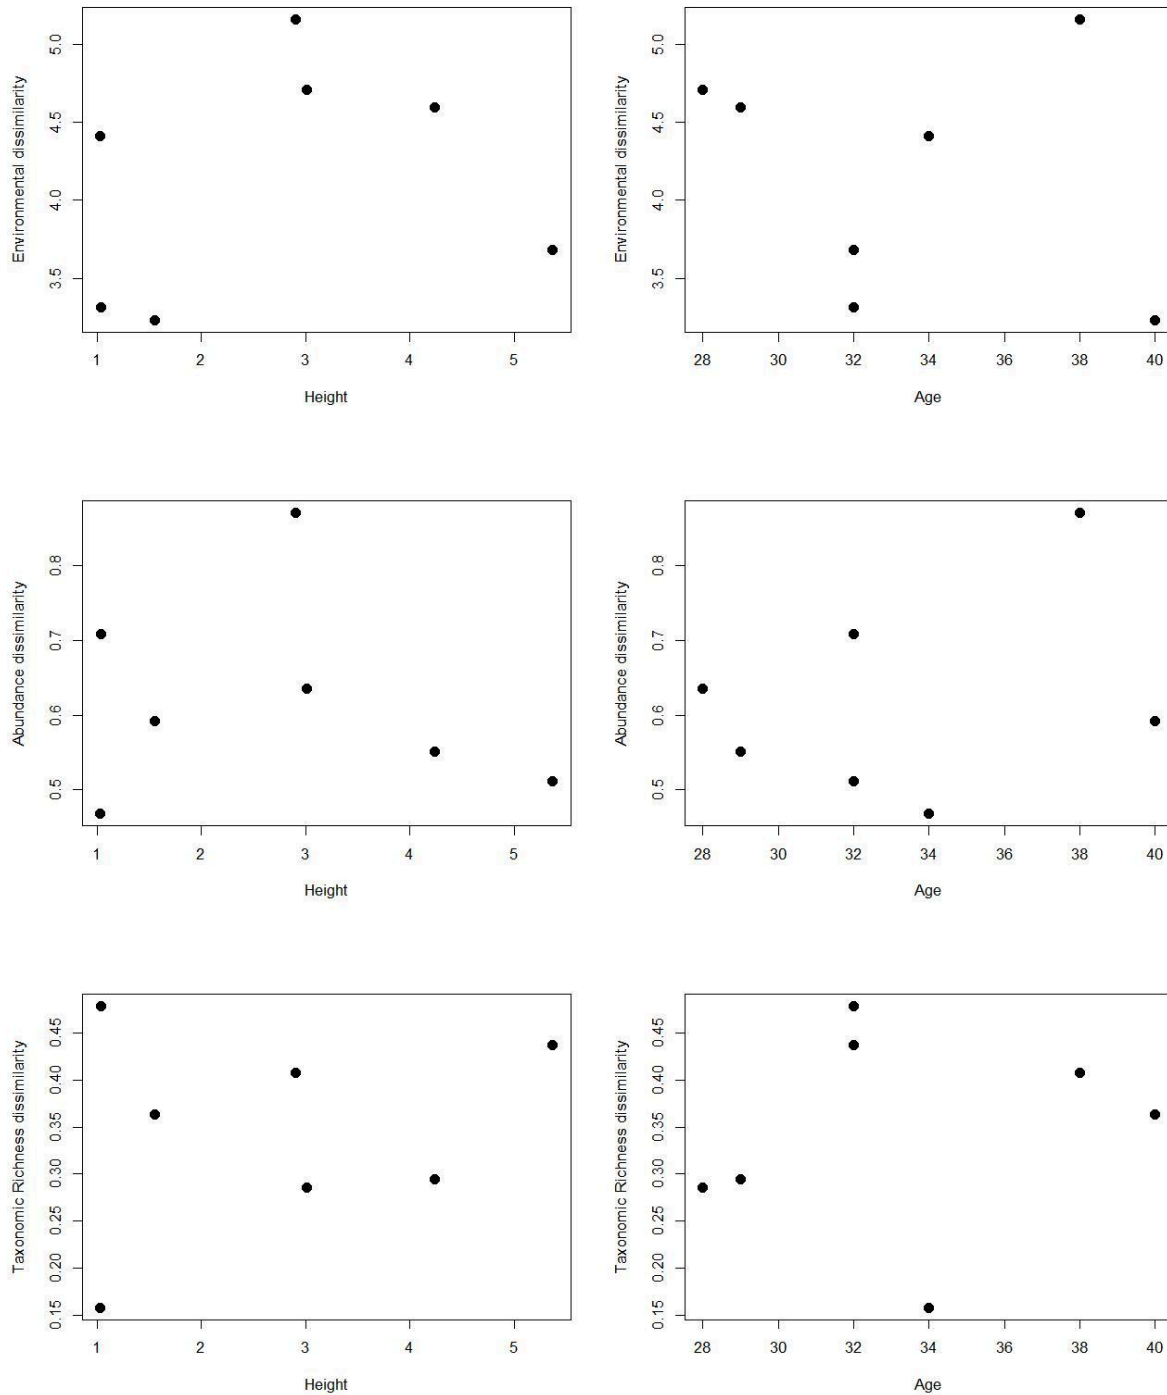 Environmental dissimilarity
5.0
4.5
4.0
3.5
1 2 3 4 5
Height
Environmental dissimilarity
5.0
4.5
4.0
3.5
28 30 32 34 36 38 40
Age
Abundance dissimilarity
0.8
0.7
0.6
0.5
1 2 3 4 5
Height
Abundance dissimilarity
0.8
0.7
0.6
0.5
28 30 32 34 36 38 40
Age
Taxonomic Richness dissimilarity
0.45
0.40
0.35
0.30
0.25
0.20
0.15
1 2 3 4 5
Height
Taxonomic Richness dissimilarity
0.45
0.40
0.35
0.30
0.25
0.20
0.15
28 30 32 34 36 38 40
Age